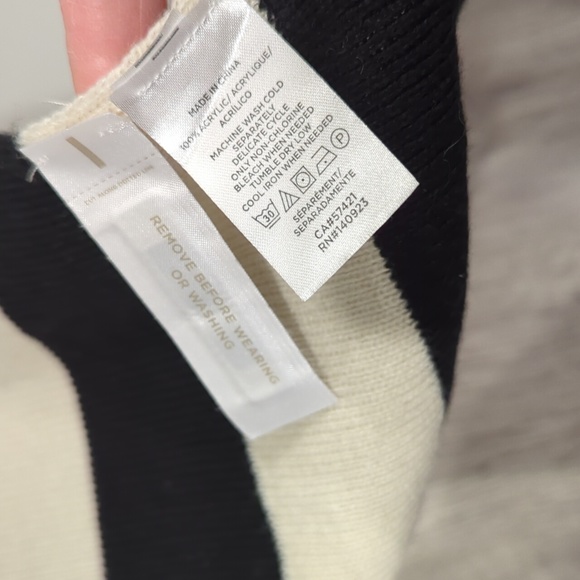 MADE IN CHINA
100% ACRYLIC/ ACRYLIQUE/
ACRÍLICO
MACHINE WASH COLD
SEPARATELY
DELICATE CYCLE
ONLY NON-CHLORINE
BLEACH WHEN NEEDED
TUMBLE DRY LOW
COOL IRON WHEN NEEDED
30
P
SÉPARÉMENT/
SEPARADAMENTE
CA#57421
RN#140923
REMOVE BEFORE WEARING
OR WASHING